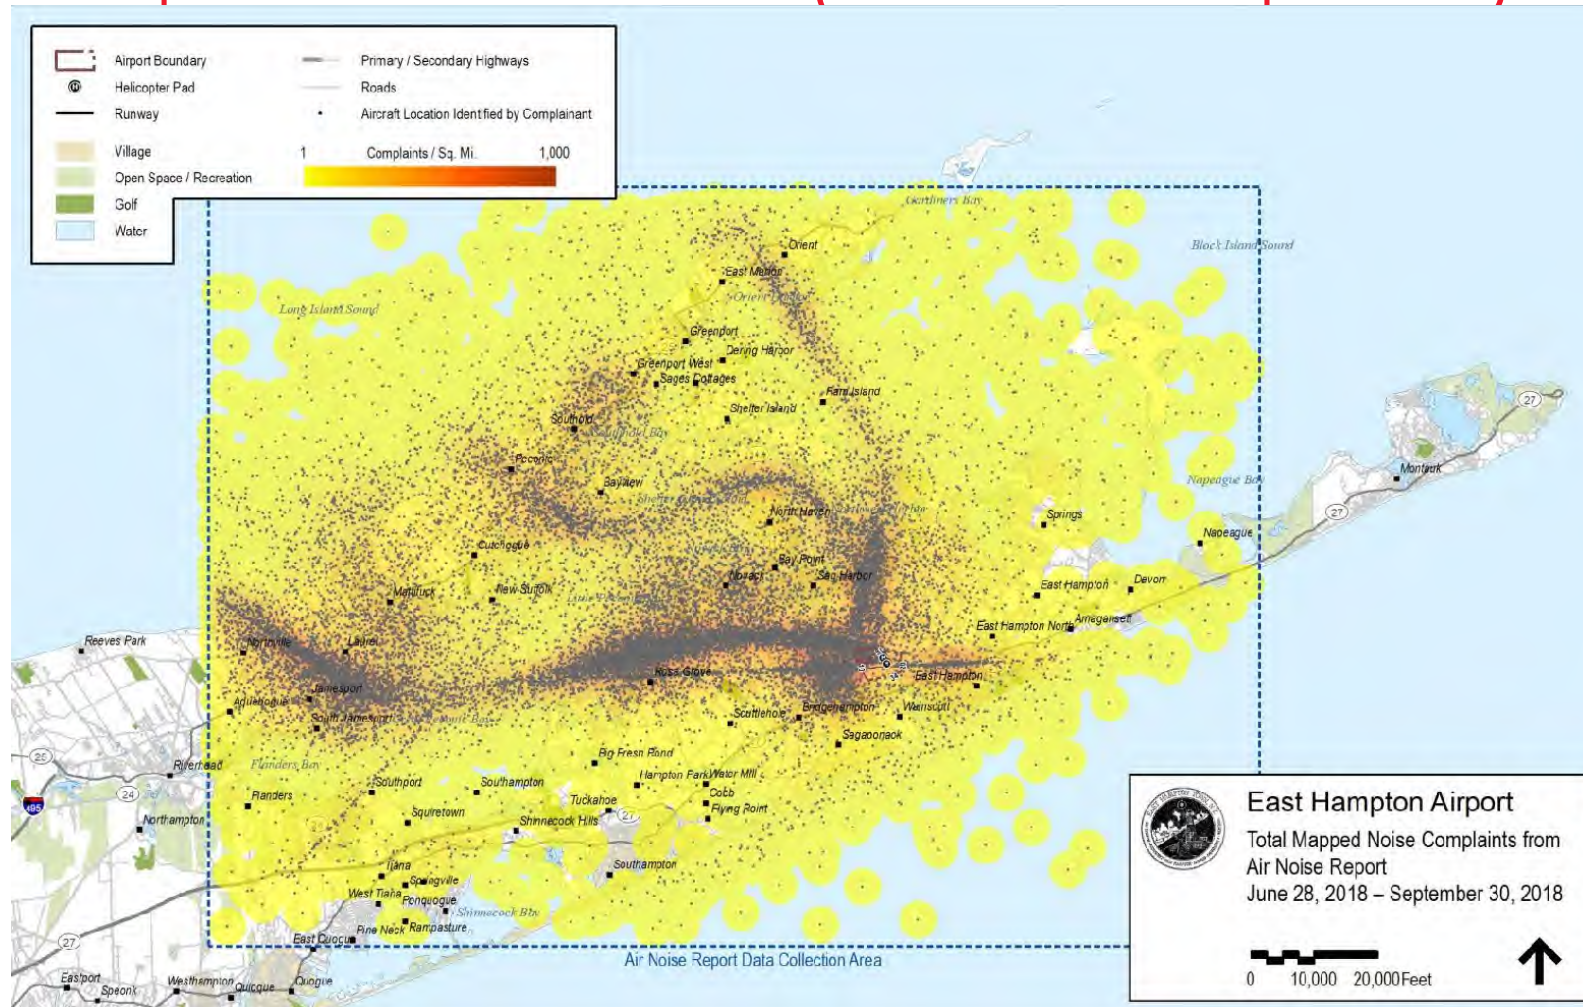 Airport Boundary
Helicopter Pad
Runway
Village
Open Space / Recreation
Golf
Water
Primary / Secondary Highways
Roads
Aircraft Location Identified by Complainant
1 Complaints / Sq. Mi. 1,000
Gardiners Bay
Block Island Sound
Orient
East Marion
Long Island Sound
Greenport
Dering Harbor
Greenport West
Sages Cottages
Shelter Island
Southold
Peconic
Bayview
27
Montauk
Napeague Bay
North Haven
Springs
27
Napeague
Cutchogue
Bay Point
Noyack
Sag Harbor
East Hampton
Devon
Mattituck
New Suffolk
Amagansett
East Hampton North
Reeves Park
Northville
Laurel
East Hampton
Jamesport
Aquebogue
South Jamesport
Bridgehampton
Wainscott
Scuttlehole
Sagaponack
25
Riverhead
Flanders Bay
Big Fresh Pond
Hampton Park
Water Mill
495
24
Flanders
Southport
Southampton
Cobb
Northampton
Squiretown
Tuckahoe
27
Flying Point
Shinnecock Hills
Tiana
Southampton
Springville
West Tiana
Ponquogue
Shinnecock Bay
27
Pine Neck
Rampasture
East Quogue
Air Noise Report Data Collection Area
Eastport
Speonk
Westhampton
Quiogue
Quogue
East Hampton Airport
Total Mapped Noise Complaints from
Air Noise Report
June 28, 2018 – September 30, 2018
0 10,000 20,000 Feet